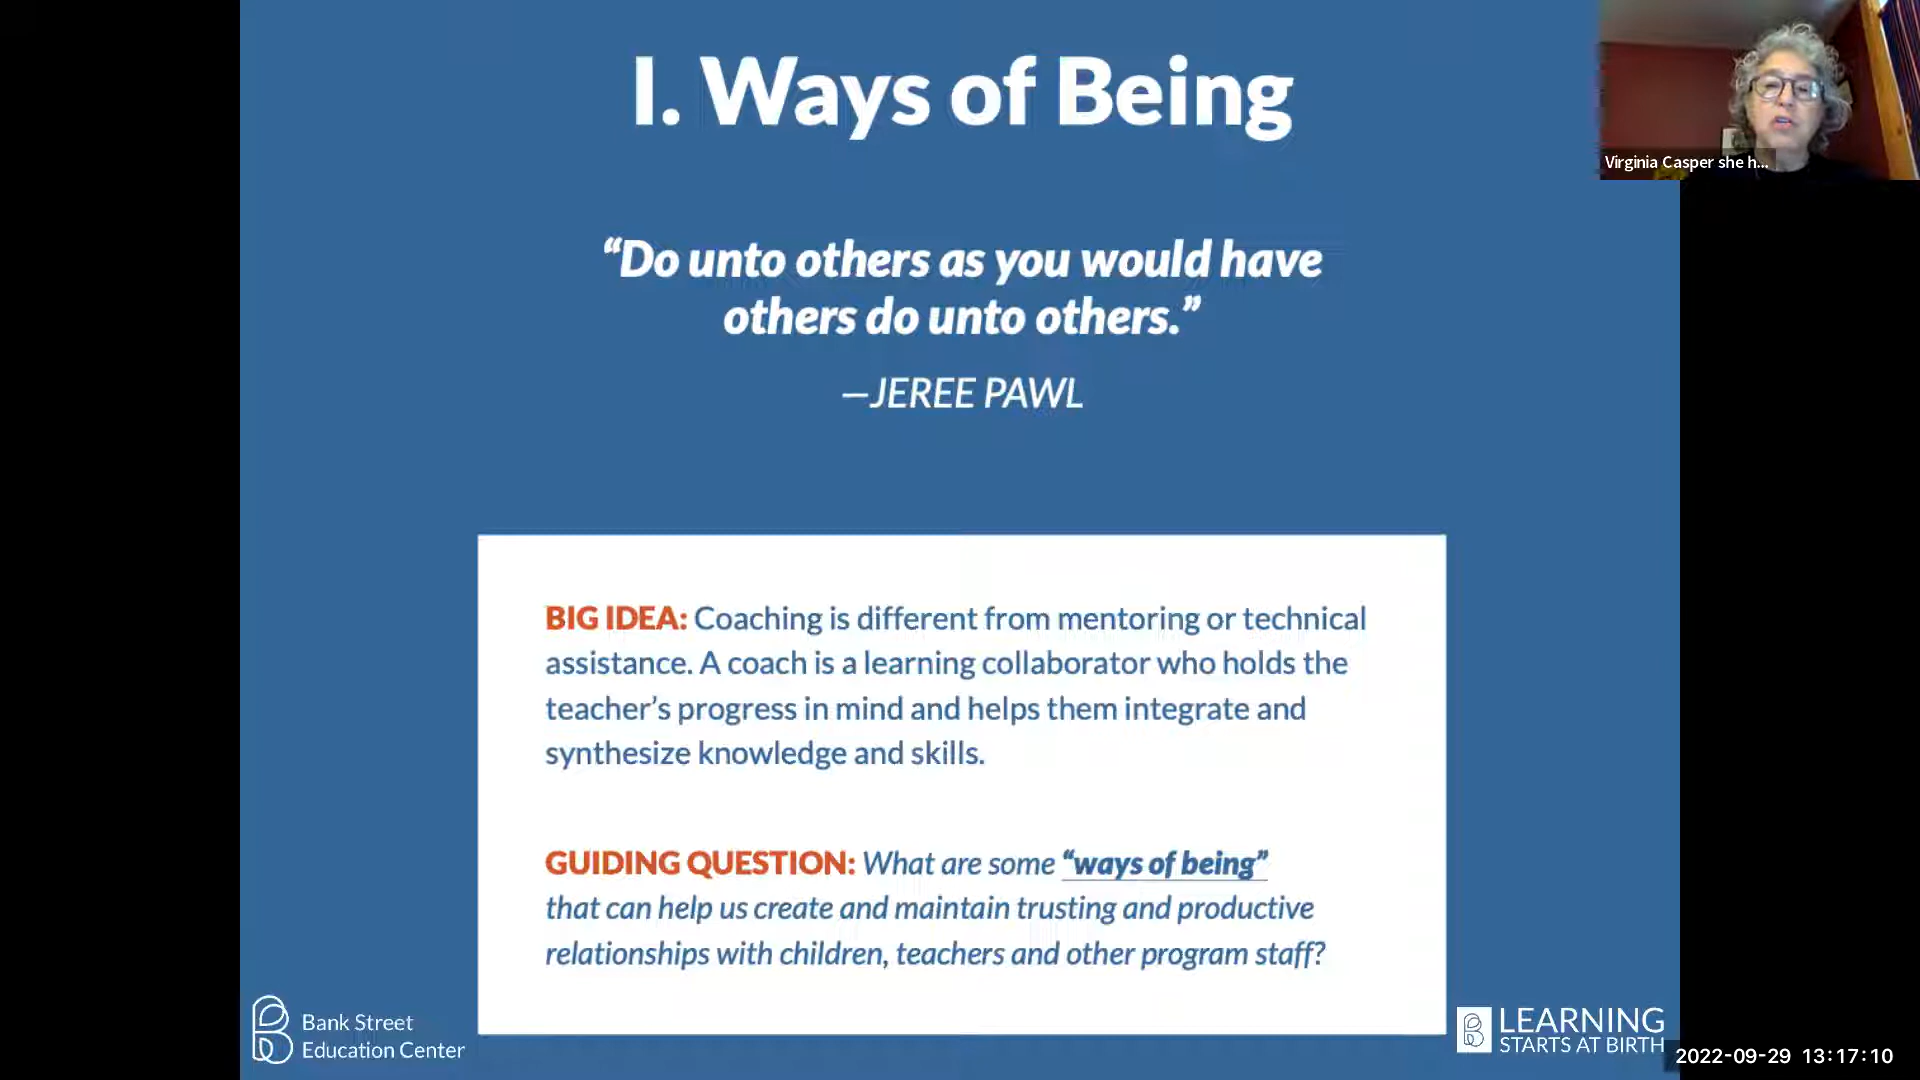 I. Ways of Being
“Do unto others as you would have
others do unto others.”
—JEREE PAWL
BIG IDEA: Coaching is different from mentoring or technical
assistance. A coach is a learning collaborator who holds the
teacher’s progress in mind and helps them integrate and
synthesize knowledge and skills.
GUIDING QUESTION: What are some “ways of being”
that can help us create and maintain trusting and productive
relationships with children, teachers and other program staff?
Bank Street
Education Center
LEARNING
STARTS AT BIRTH
Virginia Casper she h...
2022-09-29 13:17:10